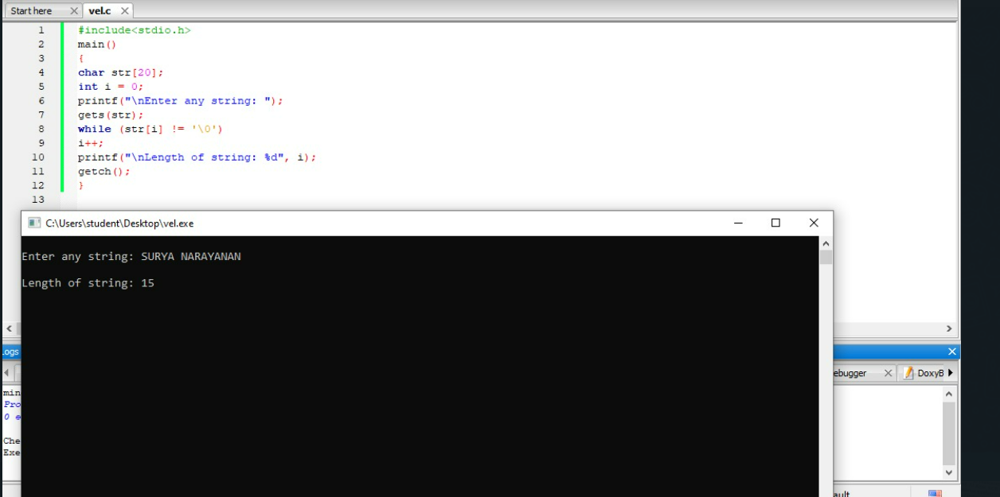 Start here vel.c
1 #include<stdio.h>
2 main()
3 {
4 char str[20];
5 int i = 0;
6 printf("\nEnter any string: ");
7 gets(str);
8 while (str[i] != '\0')
9 i++;
10 printf("\nLength of string: %d", i);
11 getch();
12 }
13
C:\Users\student\Desktop\vel.exe
Enter any string: SURYA NARAYANAN
Length of string: 15
ogs
ebugger DoxyB
min
Pro
0 e
Che
Exe
ault